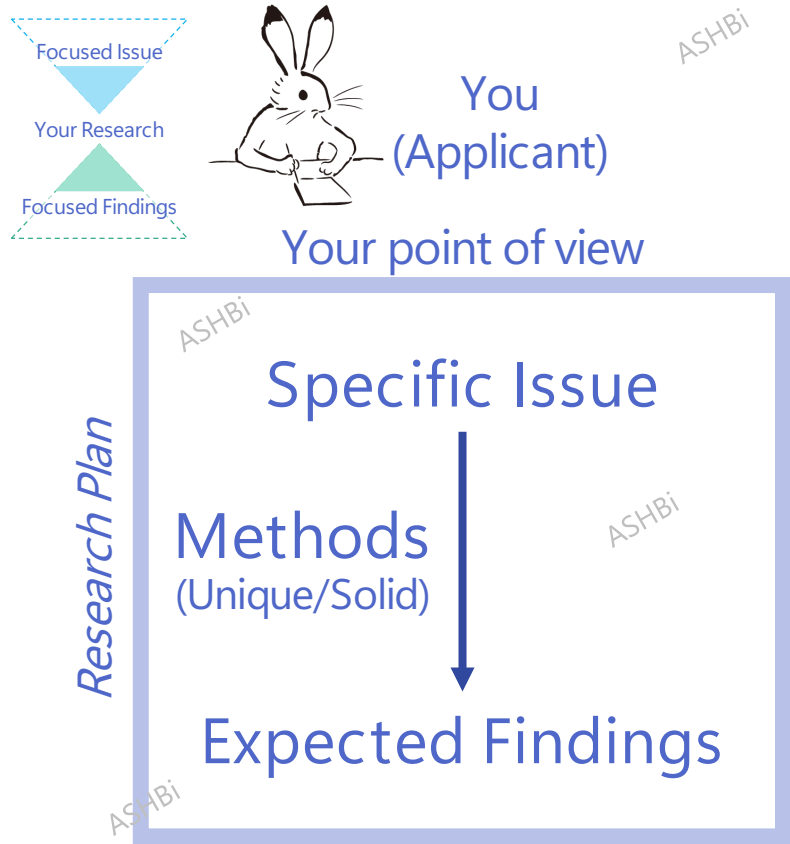 Focused Issue
Your Research
Focused Findings
ASHBi
You
(Applicant)
Your point of view
ASHBi
Specific Issue
Research Plan
Methods
(Unique/Solid)
ASHBi
Expected Findings
ASHBi